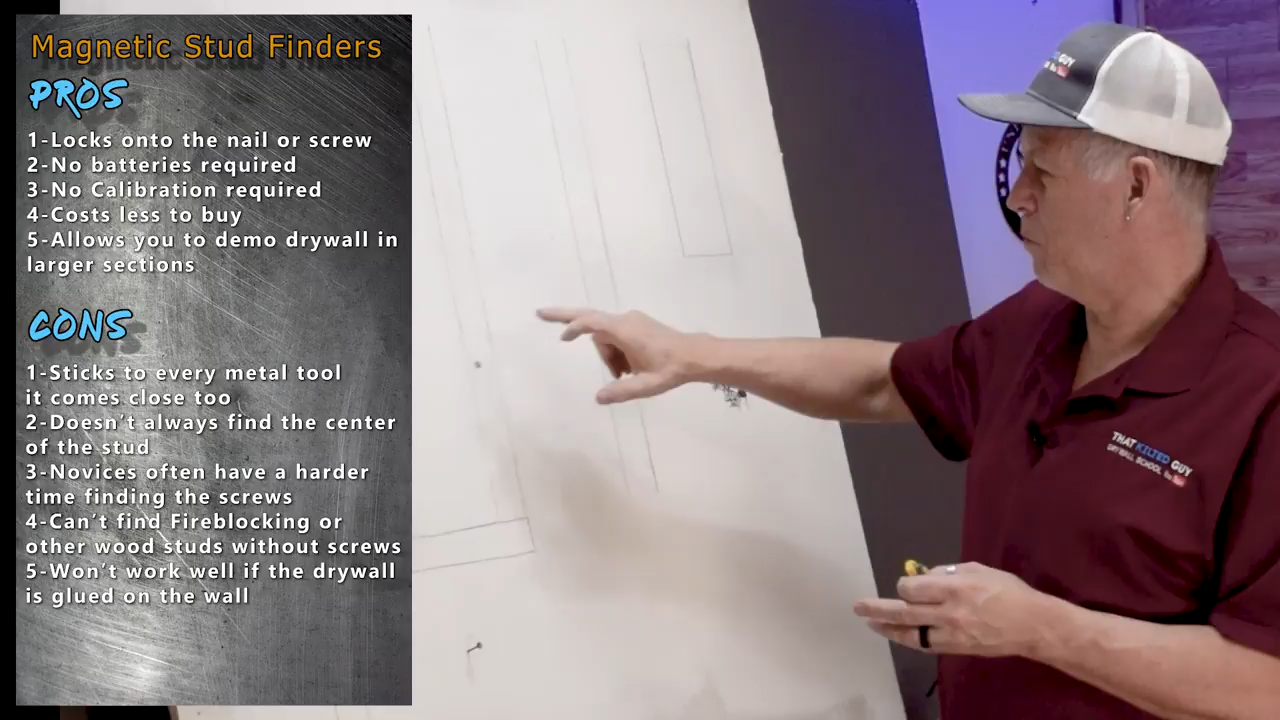 Magnetic Stud Finders
PROS
1-Locks onto the nail or screw
2-No batteries required
3-No Calibration required
4-Costs less to buy
5-Allows you to demo drywall in
larger sections
CONS
1-Sticks to every metal tool
it comes close too
2-Doesn't always find the center
of the stud
3-Novices often have a harder
time finding the screws
4-Can't find Fireblocking or
other wood studs without screws
5-Won't work well if the drywall
is glued on the wall
GUY
THAT KILTED GUY
DRYWALL SCHOOL